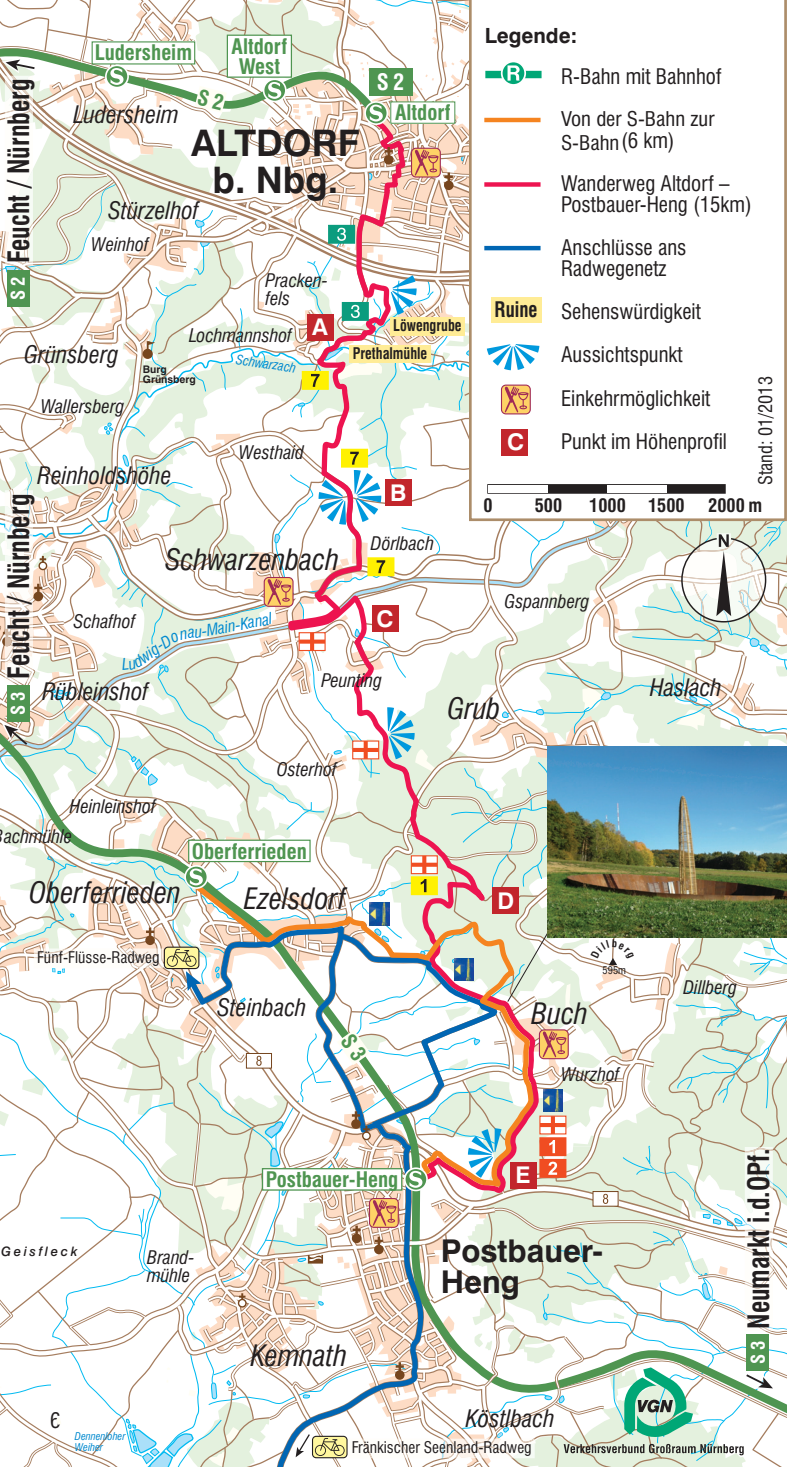 Legende:
R
R-Bahn mit Bahnhof
Von der S-Bahn zur
S-Bahn (6 km)
Wanderweg Altdorf –
Postbauer-Heng (15km)
Anschlüsse ans
Radwegenetz
Ruine
Sehenswürdigkeit
Aussichtspunkt
Einkehrmöglichkeit
C
Punkt im Höhenprofil
0 500 1000 1500 2000 m
Stand: 01/2013
N
Ludersheim
S
Altdorf
West
S
S 2
S 2
S
Altdorf
Ludersheim
ALTDORF
b. Nbg.
S 2 Feucht / Nürnberg
Stürzelhof
Weinhof
3
Pracken-
fels
3
A
Löwengrube
Lochmannshof
Prethalmühle
Grünsberg
Burg
Grünsberg
Schwarzach
7
Wallersberg
Westhaid
7
Reinholdshöhe
B
S 3 Feucht / Nürnberg
Schwarzenbach
Dörlbach
7
Gspannberg
Schafhof
Ludwig-Donau-Main-Kanal
C
Rübleinshof
Peunting
Grub
Haslach
Osterhof
Heinleinshof
Bachmühle
Oberferrieden
S
1
D
Oberferrieden
Ezelsdorf
Fünf-Flüsse-Radweg
Dillberg
595m
Dillberg
Steinbach
Buch
S 3
8
Wurzhof
1
2
E
Postbauer-Heng
S
8
Geisfleck
Brand-
mühle
Postbauer-
Heng
S 3 Neumarkt i.d.OPf.
Kemnath
Köstlbach
Dennenloher
Weiher
Fränkischer Seenland-Radweg
VGN
Verkehrsverbund Großraum Nürnberg